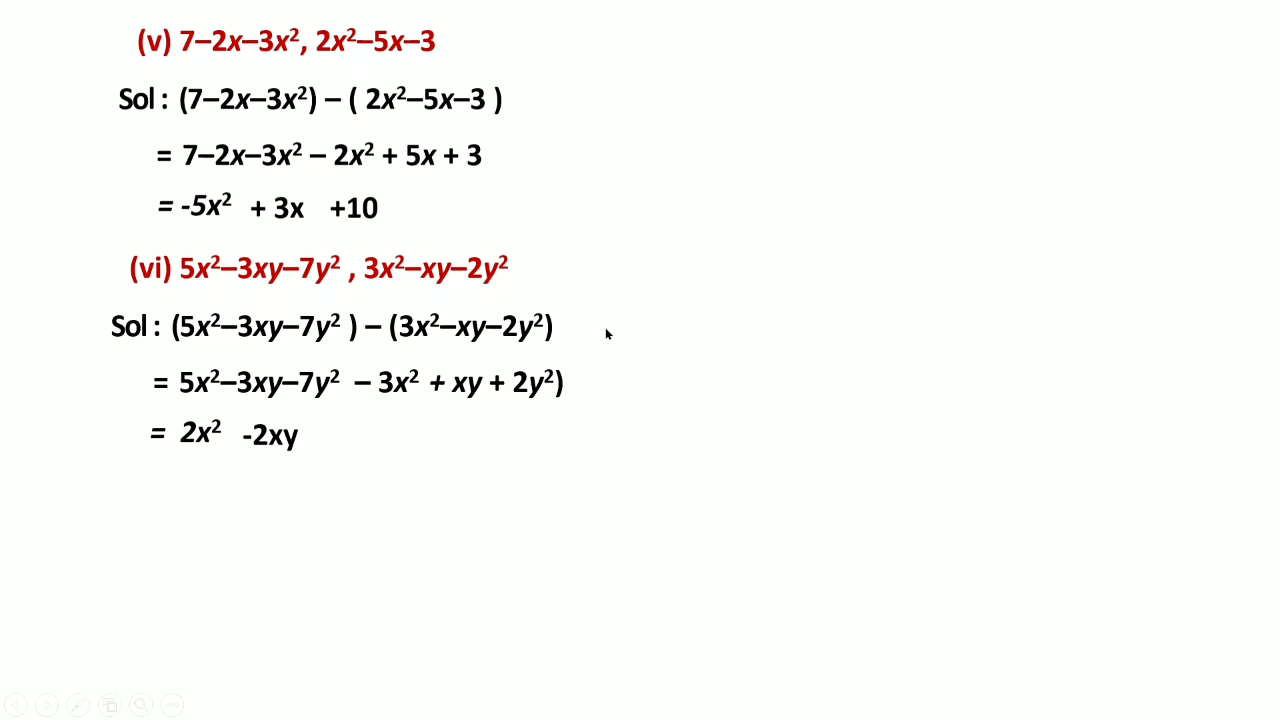 (v) 7–2x–3x², 2x²–5x–3
Sol : (7–2x–3x²) – ( 2x²–5x–3 )
= 7–2x–3x² – 2x² + 5x + 3
= -5x² + 3x +10
(vi) 5x²–3xy–7y² , 3x²–xy–2y²
Sol : (5x²–3xy–7y² ) – (3x²–xy–2y²)
= 5x²–3xy–7y² – 3x² + xy + 2y²)
= 2x² -2xy